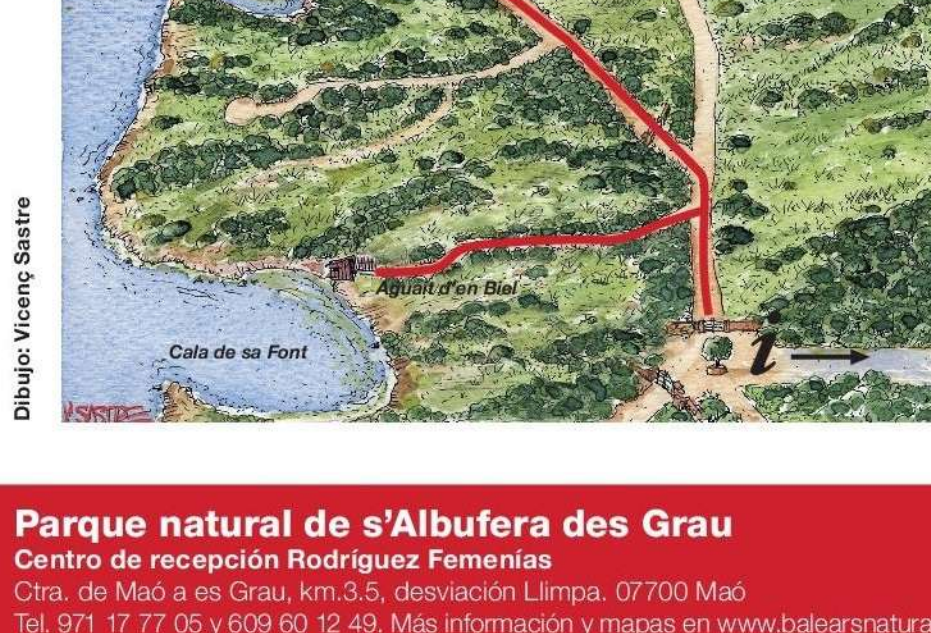 Dibujo: Vicenç Sastre
Aguait d'en Biel
Cala de sa Font
i
V. SASTRE
Parque natural de s'Albufera des Grau
Centro de recepción Rodríguez Femenías
Ctra. de Maó a es Grau, km.3.5, desviación Llimpa. 07700 Maó
Tel. 971 17 77 05 y 609 60 12 49. Más información y mapas en www.balearsnatura